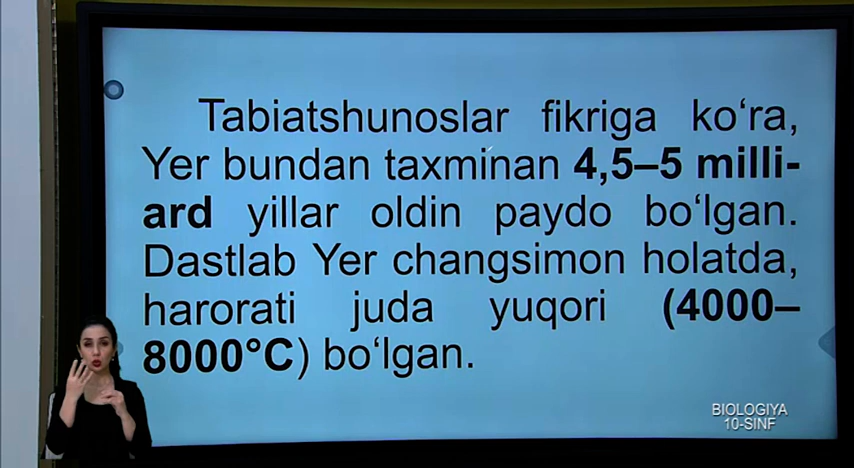 Tabiatshunoslar fikriga ko‘ra,
Yer bundan taxminan 4,5–5 milli-
ard yillar oldin paydo bo‘lgan.
Dastlab Yer changsimon holatda,
harorati juda yuqori (4000–
8000°C) bo‘lgan.
BIOLOGIYA
10-SINF